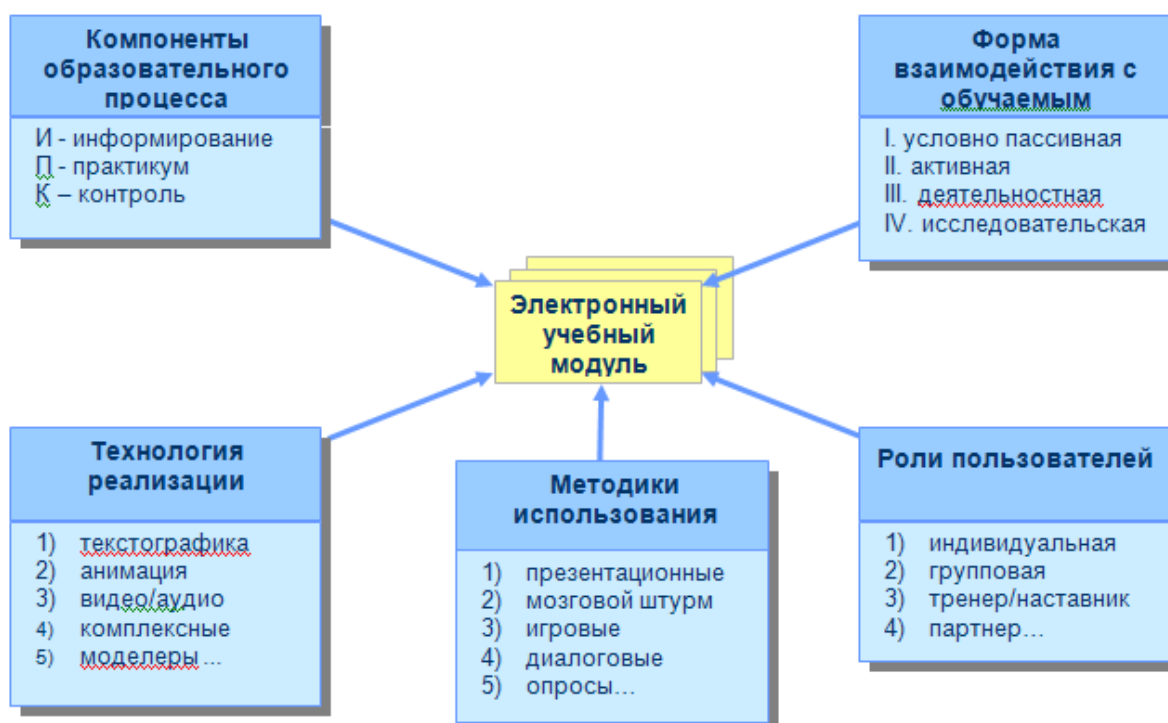 Компоненты
образовательного
процесса
И - информирование
П - практикум
К – контроль
Форма
взаимодействия с
обучаемым
I. условно пассивная
II. активная
III. деятельностная
IV. исследовательская
Электронный
учебный
модуль
Технология
реализации
1) текстографика
2) анимация
3) видео/аудио
4) комплексные
5) моделеры...
Методики
использования
1) презентационные
2) мозговой штурм
3) игровые
4) диалоговые
5) опросы...
Роли пользователей
1) индивидуальная
2) групповая
3) тренер/наставник
4) партнер...